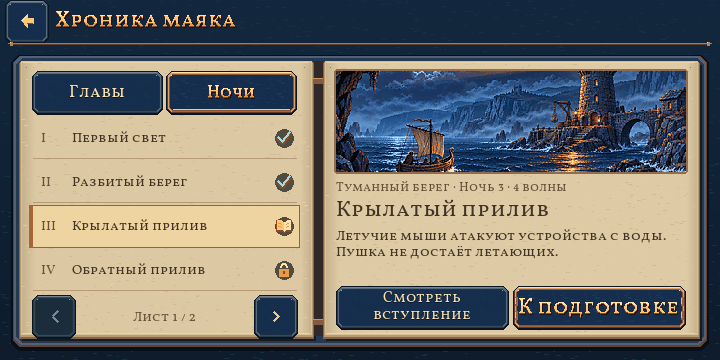 Хроника маяка
Главы
Ночи
I Первый свет
II Разбитый берег
III Крылатый прилив
IV Обратный прилив
Лист 1 / 2
Туманный берег · Ночь 3 · 4 волны
Крылатый прилив
Летучие мыши атакуют устройства с воды.
Пушка не достаёт летающих.
Смотреть
вступление
К подготовке